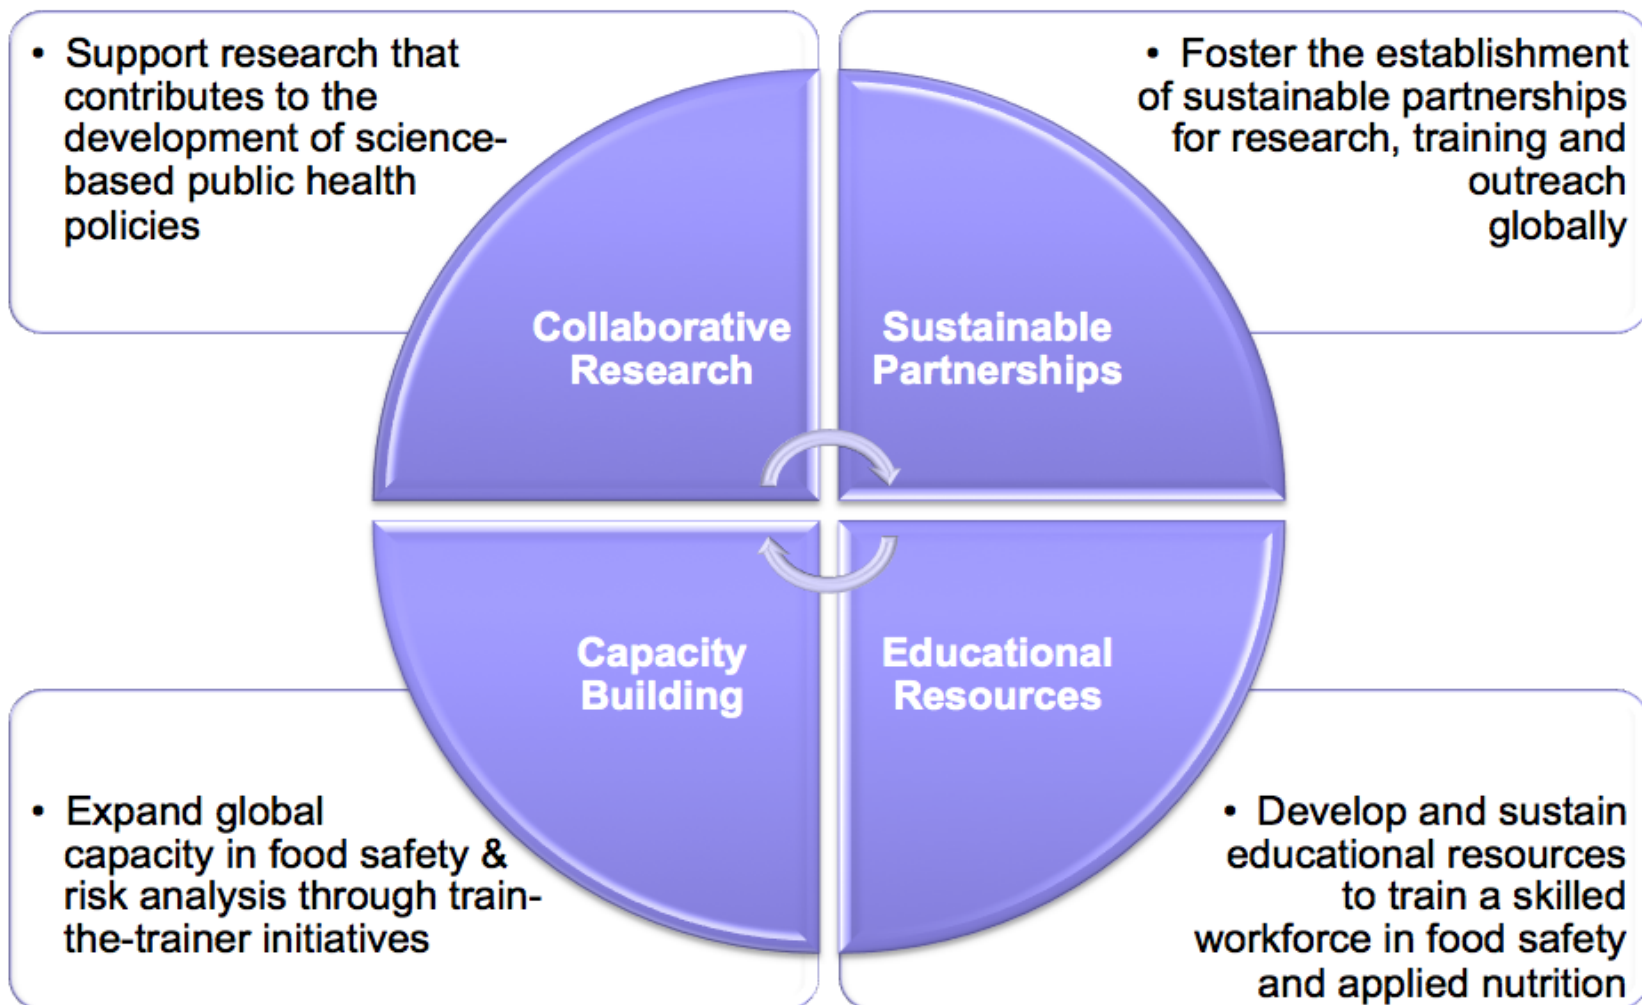 • Support research that
contributes to the
development of science-
based public health
policies
• Foster the establishment
of sustainable partnerships
for research, training and
outreach
globally
Collaborative
Research
Sustainable
Partnerships
Capacity
Building
Educational
Resources
• Expand global
capacity in food safety &
risk analysis through train-
the-trainer initiatives
• Develop and sustain
educational resources
to train a skilled
workforce in food safety
and applied nutrition